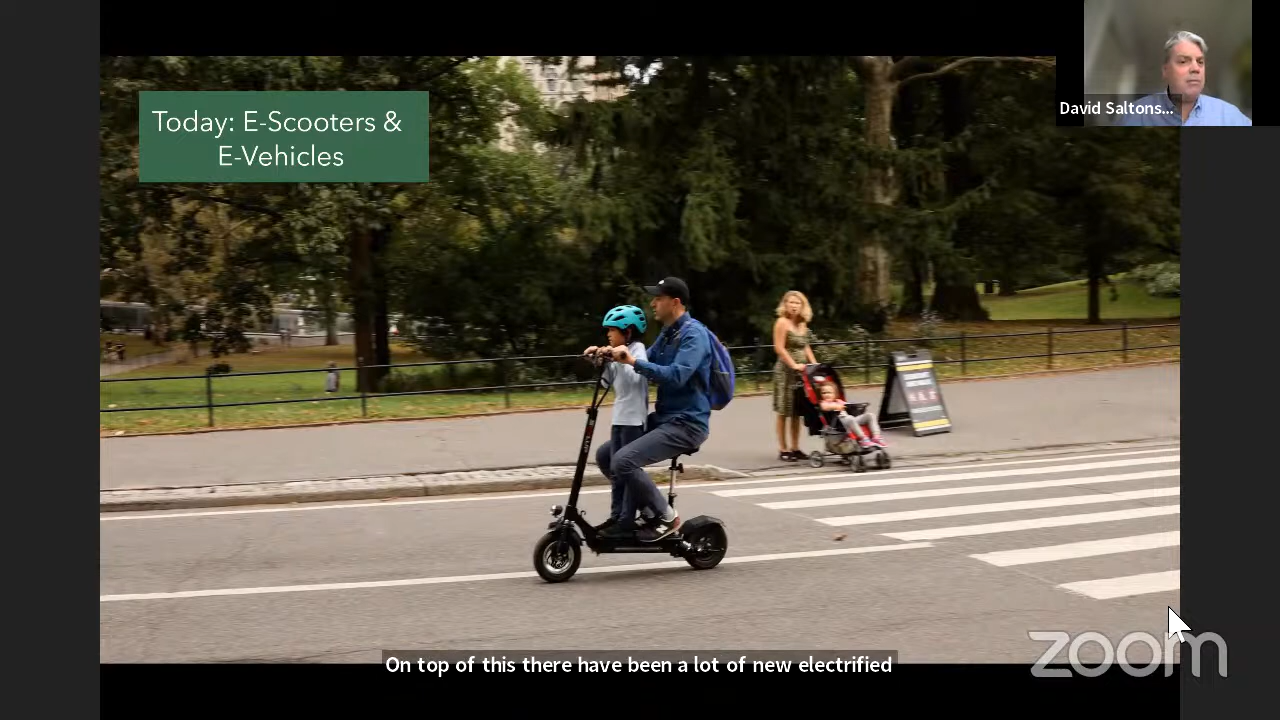 Today: E-Scooters &
E-Vehicles
David Saltons...
On top of this there have been a lot of new electrified
zoom